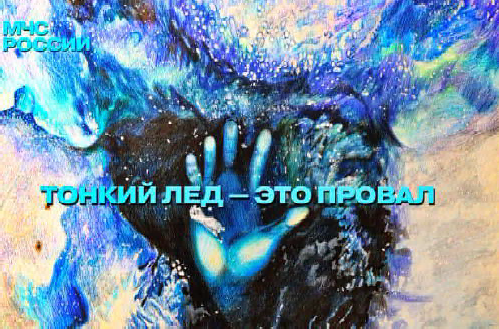 МЧС
РОССИИ
ТОНКИЙ ЛЕД — ЭТО ПРОВАЛ